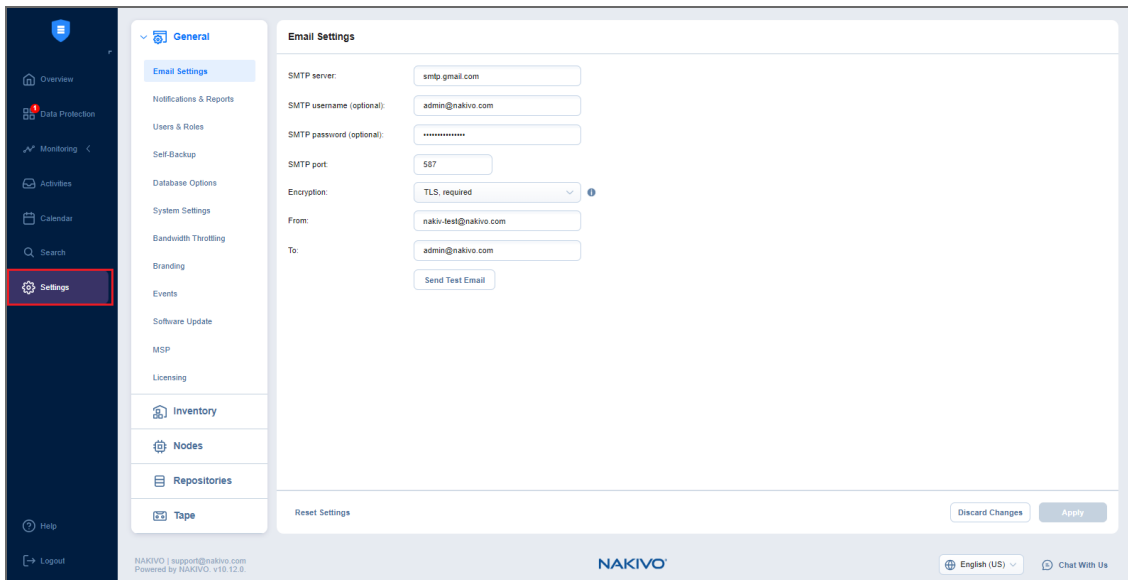 Overview
1
Data Protection
Monitoring
Activities
Calendar
Search
Settings
Help
Logout
General
Email Settings
Notifications & Reports
Users & Roles
Self-Backup
Database Options
System Settings
Bandwidth Throttling
Branding
Events
Software Update
MSP
Licensing
Inventory
Nodes
Repositories
Tape
Email Settings
SMTP server: smtp.gmail.com
SMTP username (optional): admin@nakivo.com
SMTP password (optional): ••••••••••••••
SMTP port: 587
Encryption: TLS, required
From: nakiv-test@nakivo.com
To: admin@nakivo.com
Send Test Email
Reset Settings
Discard Changes
Apply
NAKIVO | support@nakivo.com
Powered by NAKIVO. v10.12.0.
NAKIVO®
English (US)
Chat With Us